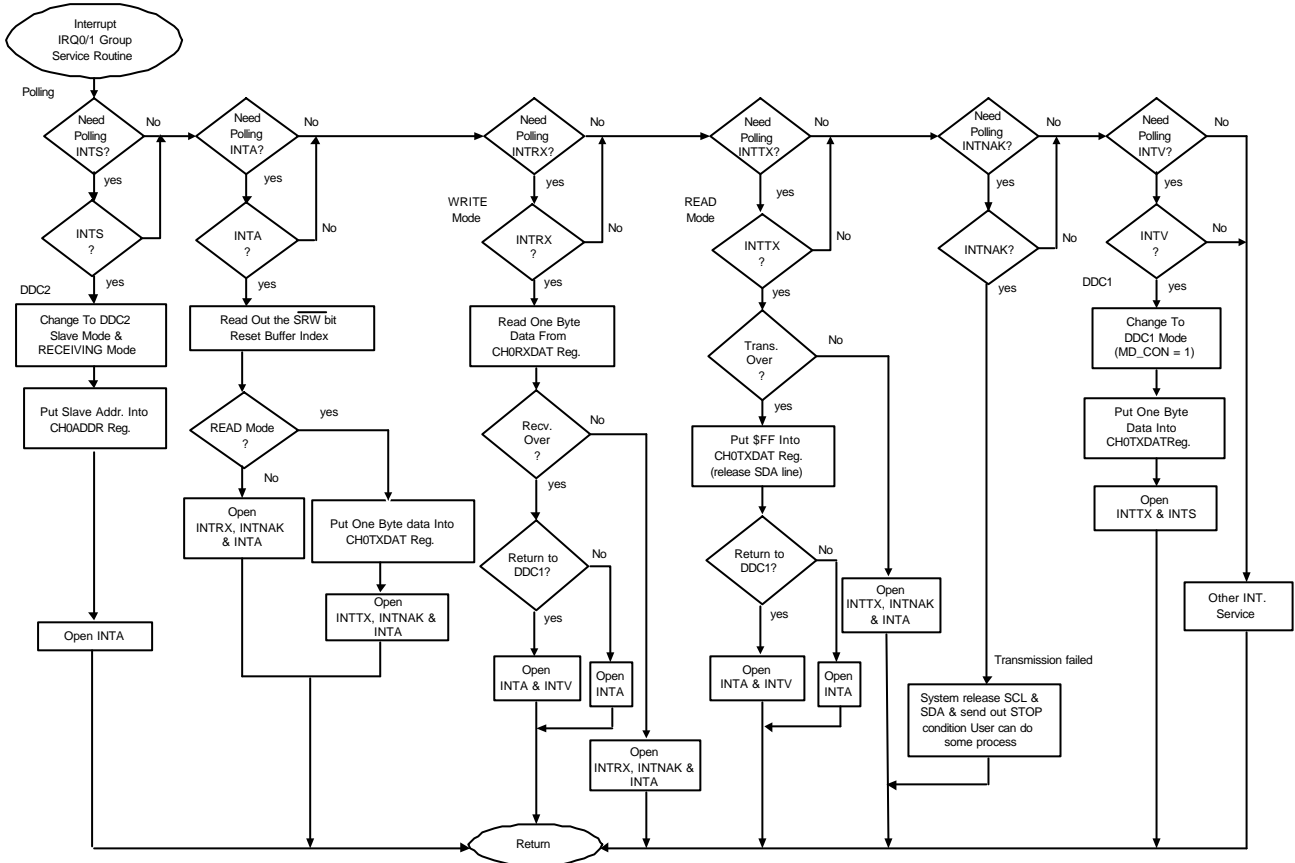 Interrupt
IRQ0/1 Group
Service Routine
Polling
Need
Polling
INTS?
No
yes
INTS
?
No
yes
DDC2
Change To DDC2
Slave Mode &
RECEIVING Mode
Put Slave Addr. Into
CH0ADDR Reg.
Open INTA
Need
Polling
INTA?
No
yes
INTA
?
No
yes
Read Out the SRW bit
Reset Buffer Index
READ Mode
?
yes
No
Open
INTRX, INTNAK
& INTA
Put One Byte data Into
CH0TXDAT Reg.
Open
INTTX, INTNAK &
INTA
Need
Polling
INTRX?
No
yes
WRITE
Mode
INTRX
?
No
yes
Read One Byte
Data From
CH0RXDAT Reg.
Recv.
Over
?
No
yes
Return to
DDC1?
No
yes
Open
INTA & INTV
Open
INTA
Open
INTRX, INTNAK &
INTA
Need
Polling
INTTX?
No
yes
READ
Mode
INTTX
?
No
yes
Trans.
Over
?
No
yes
Put $FF Into
CH0TXDAT Reg.
(release SDA line)
Return to
DDC1?
No
yes
Open
INTA & INTV
Open
INTA
Open
INTTX, INTNAK
& INTA
Need
Polling
INTNAK?
No
yes
INTNAK?
No
yes
Transmission failed
System release SCL &
SDA & send out STOP
condition User can do
some process
Need
Polling
INTV?
No
yes
INTV
?
No
yes
DDC1
Change To
DDC1 Mode
(MD_CON = 1)
Put One Byte
Data Into
CH0TXDATReg.
Open
INTTX & INTS
Other INT.
Service
Return